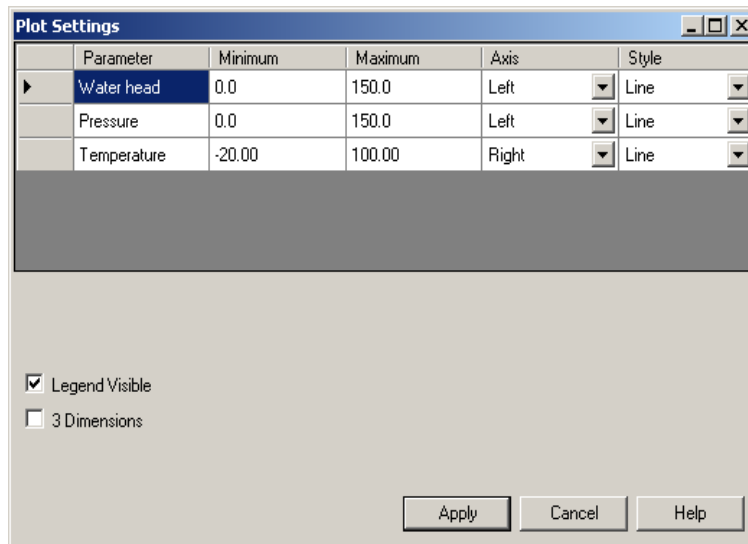 Plot Settings
Parameter Minimum Maximum Axis Style
Water head 0.0 150.0 Left Line
Pressure 0.0 150.0 Left Line
Temperature -20.00 100.00 Right Line
Legend Visible
3 Dimensions
Apply Cancel Help